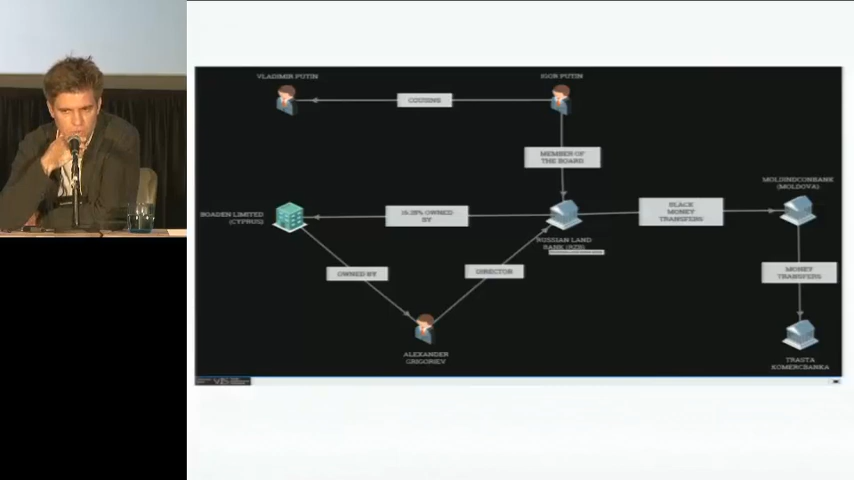 VLADIMIR PUTIN
IGOR PUTIN
COUSINS
MEMBER OF
THE BOARD
MOLDINDCONBANK
(MOLDOVA)
BOADEN LIMITED
(CYPRUS)
OWNED
BY
BLACK
MONEY
TRANSFERS
RUSSIAN LAND
BANK (RZB)
OWNED BY
DIRECTOR
MONEY
TRANSFERS
ALEXANDER
GRIGORIEV
TRASTA
KOMERCBANKA